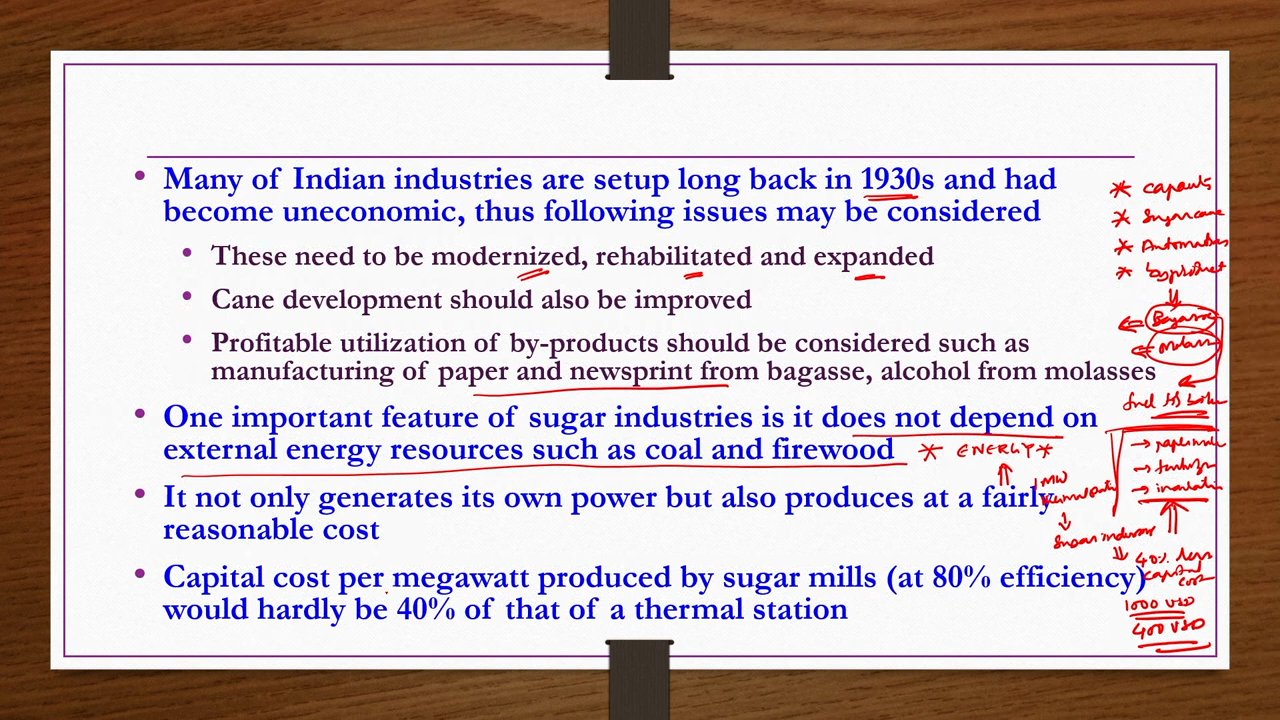 • Many of Indian industries are setup long back in 1930s and had
become uneconomic, thus following issues may be considered
• These need to be modernized, rehabilitated and expanded
• Cane development should also be improved
• Profitable utilization of by-products should be considered such as
manufacturing of paper and newsprint from bagasse, alcohol from molasses
• One important feature of sugar industries is it does not depend on
external energy resources such as coal and firewood
• It not only generates its own power but also produces at a fairly
reasonable cost
• Capital cost per megawatt produced by sugar mills (at 80% efficiency)
would hardly be 40% of that of a thermal station
* Sugarcane
* byproduct
Bagasse
* ENERGY *
1 MW
40% less
capital
cost
1000 USD
400 USD